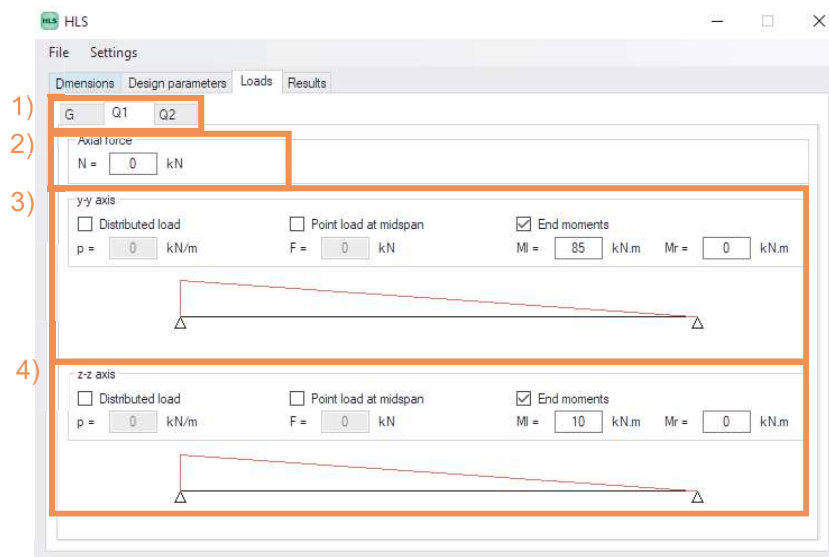 HLS HLS
File Settings
Dmensions Design parameters Loads Results
1) G Q1 Q2
2) Axial force
N = 0 kN
3) y-y axis
Distributed load Point load at midspan End moments
p = 0 kN/m F = 0 kN Ml = 85 kN.m Mr = 0 kN.m
4) z-z axis
Distributed load Point load at midspan End moments
p = 0 kN/m F = 0 kN Ml = 10 kN.m Mr = 0 kN.m